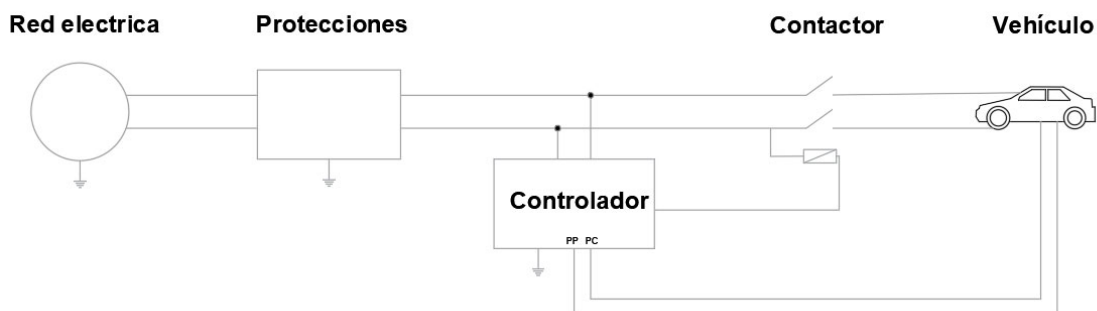 Red electrica
Protecciones
Contactor
Vehículo
Controlador
PP PC